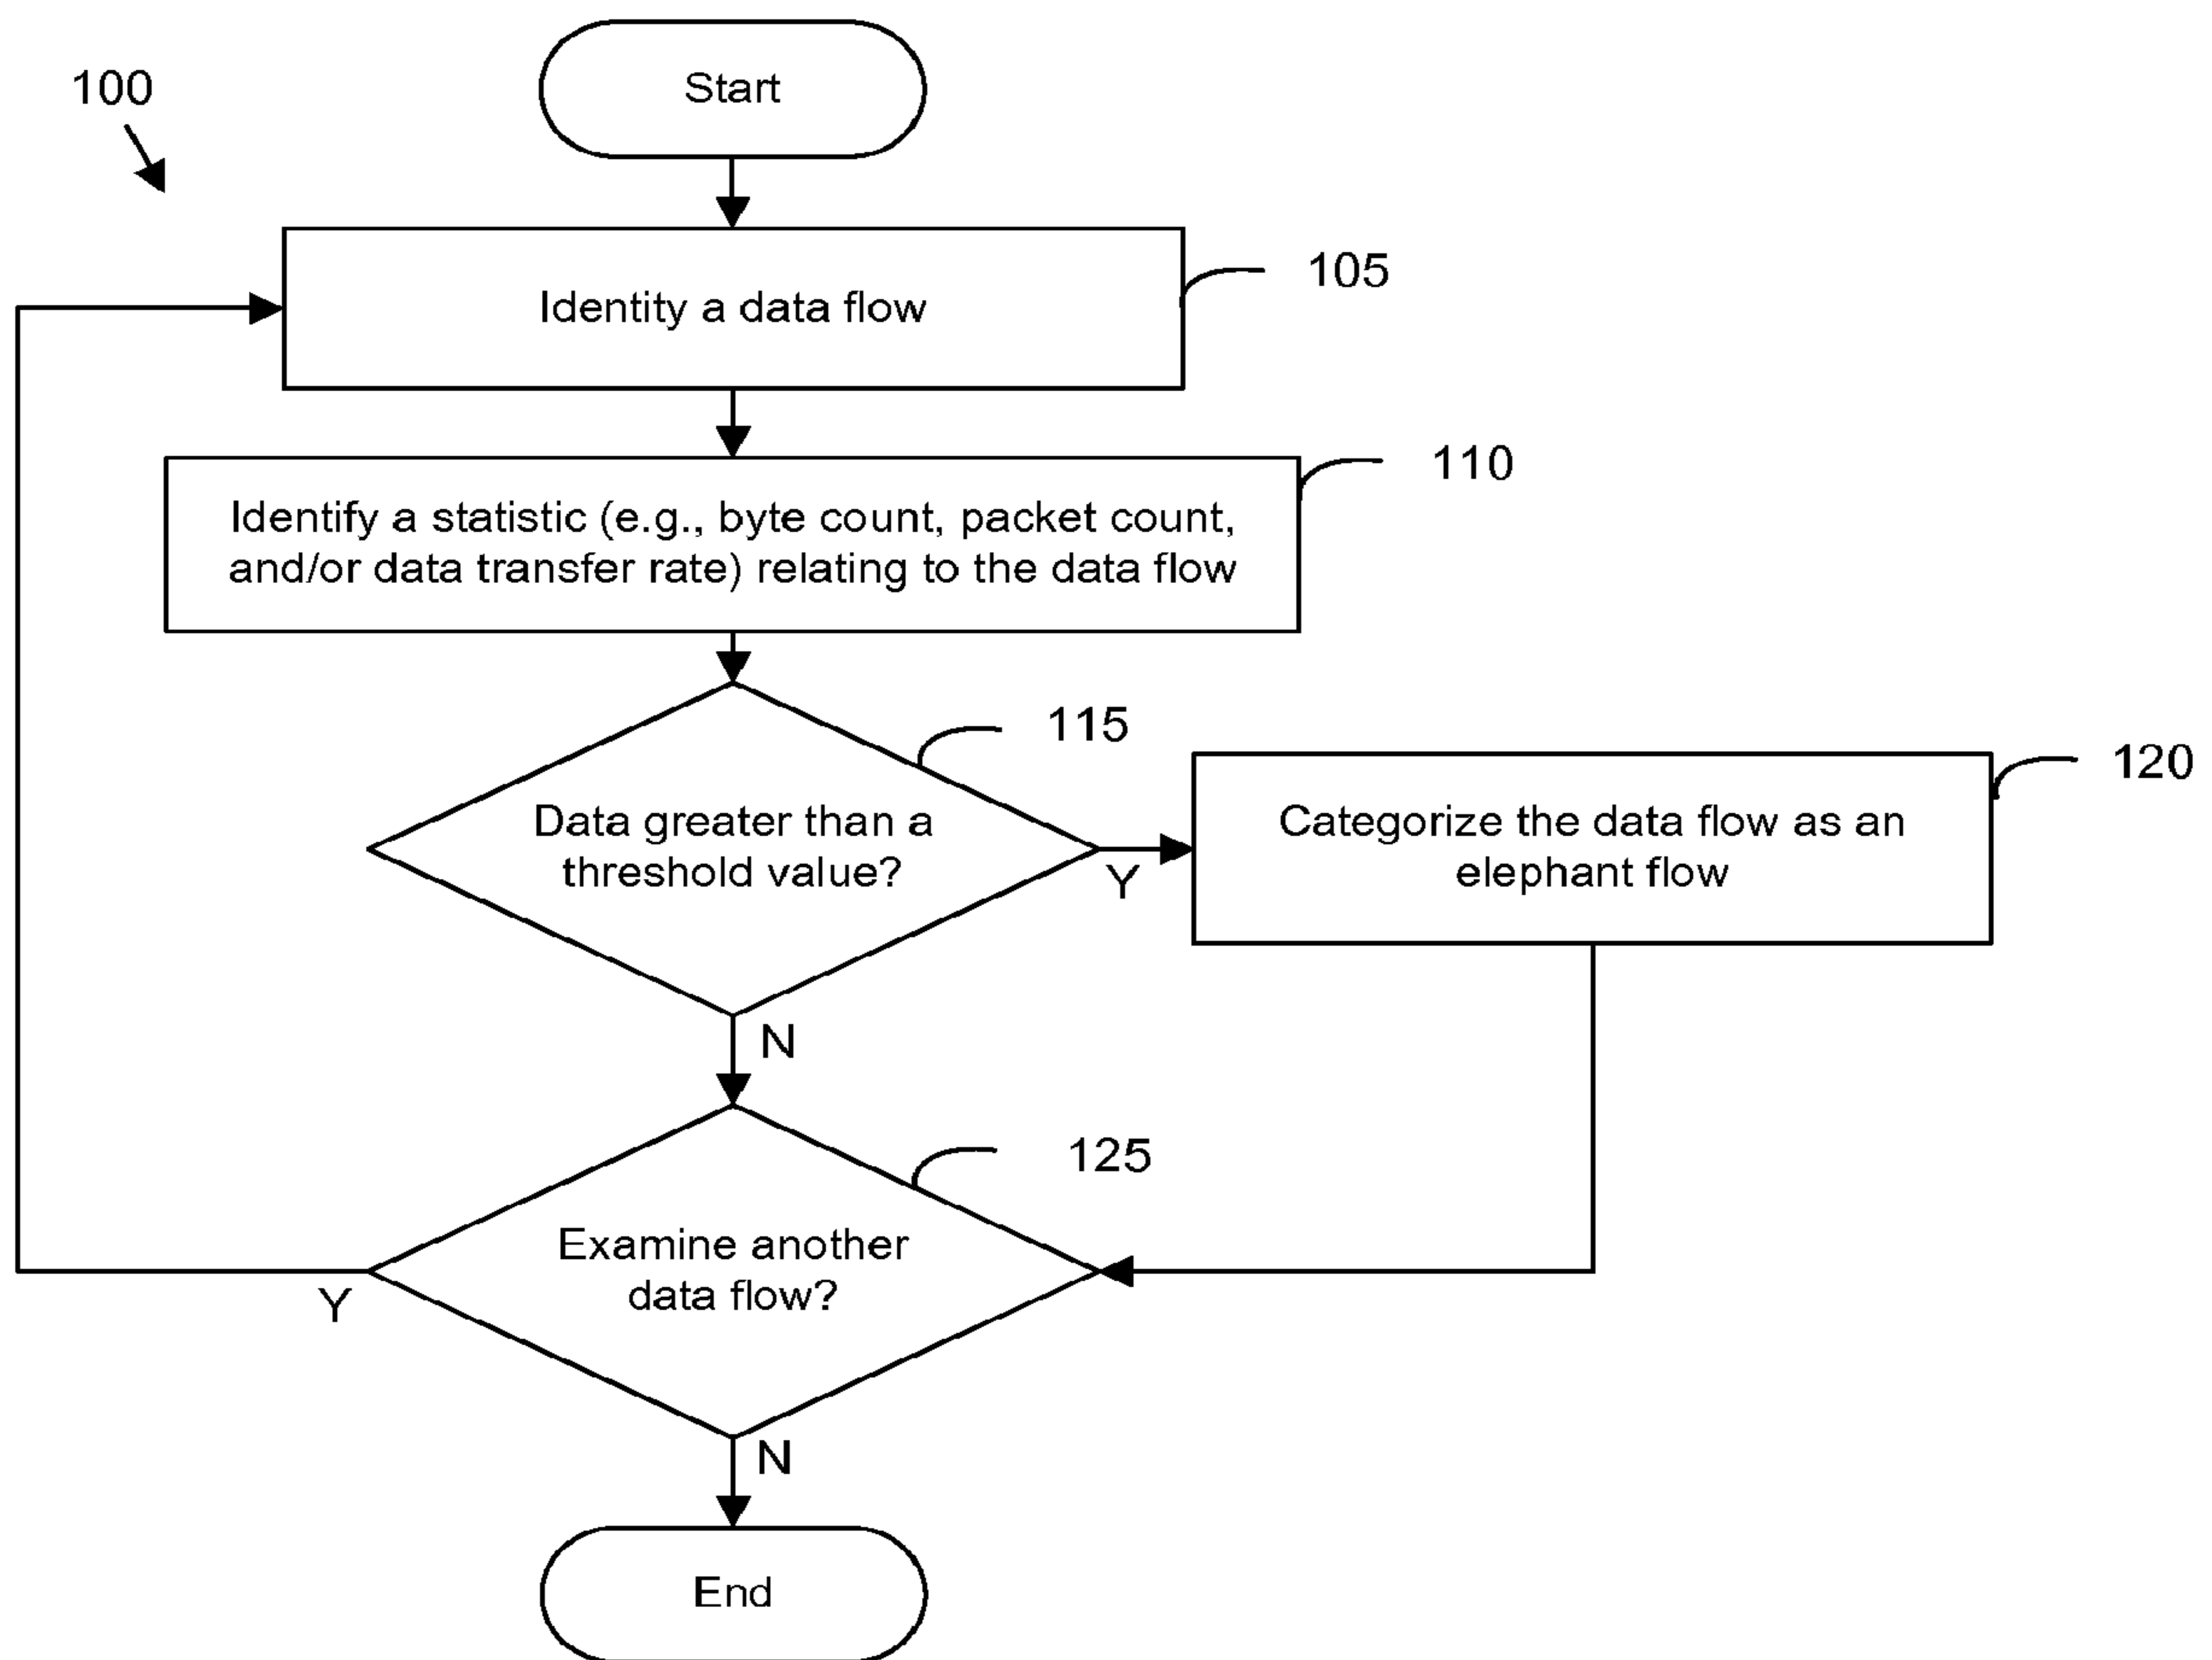 100
Start
Identity a data flow
105
Identify a statistic (e.g., byte count, packet count,
and/or data transfer rate) relating to the data flow
110
Data greater than a
threshold value?
115
Y
Categorize the data flow as an
elephant flow
120
N
Examine another
data flow?
125
Y
N
End